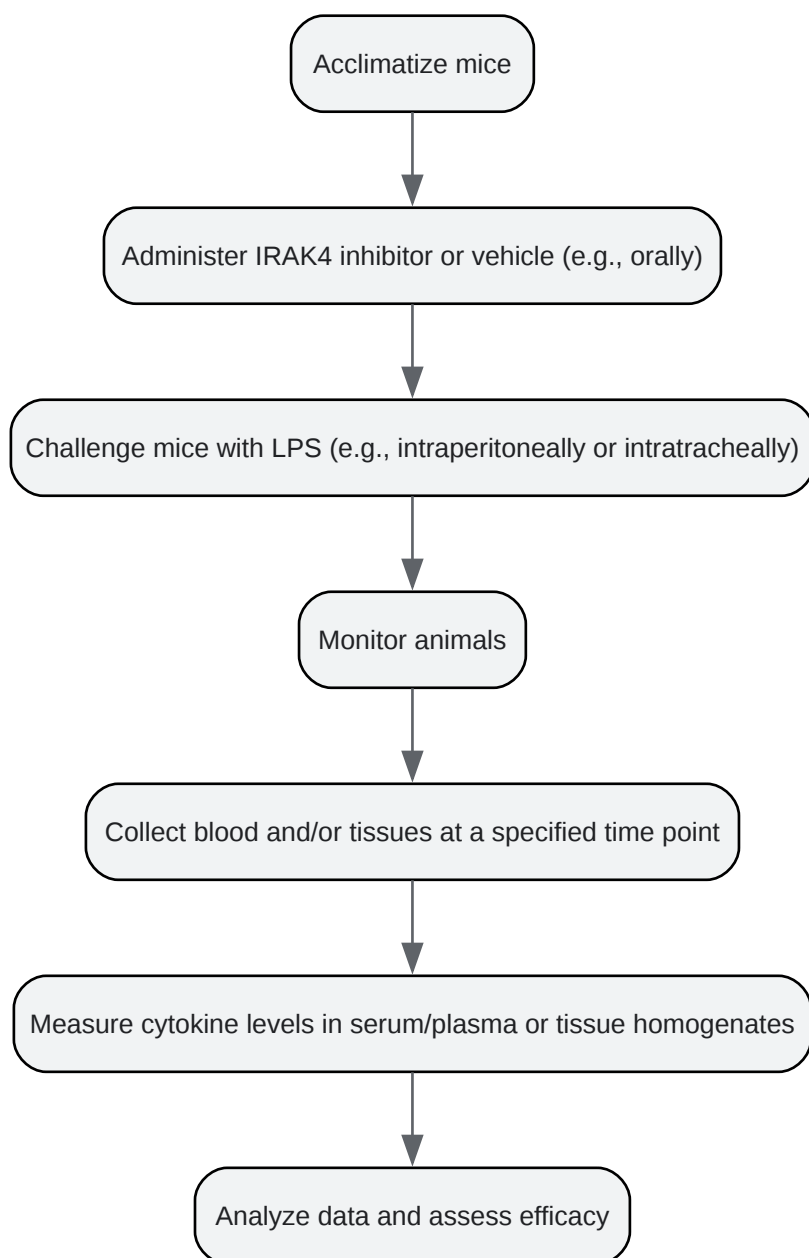 Acclimatize mice
Administer IRAK4 inhibitor or vehicle (e.g., orally)
Challenge mice with LPS (e.g., intraperitoneally or intratracheally)
Monitor animals
Collect blood and/or tissues at a specified time point
Measure cytokine levels in serum/plasma or tissue homogenates
Analyze data and assess efficacy